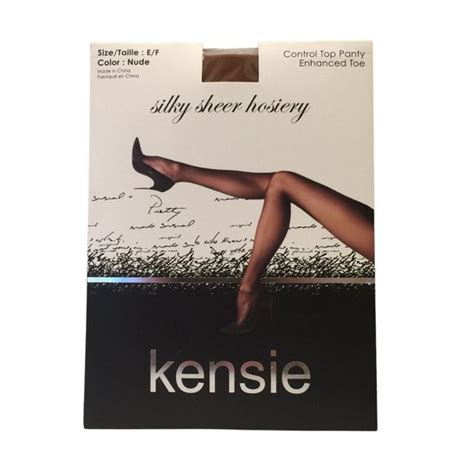 Size/Taille : E/F
Color : Nude
Made in China
Fabriqué en Chine
Control Top Panty
Enhanced Toe
silky sheer hosiery
Pretty
kensie